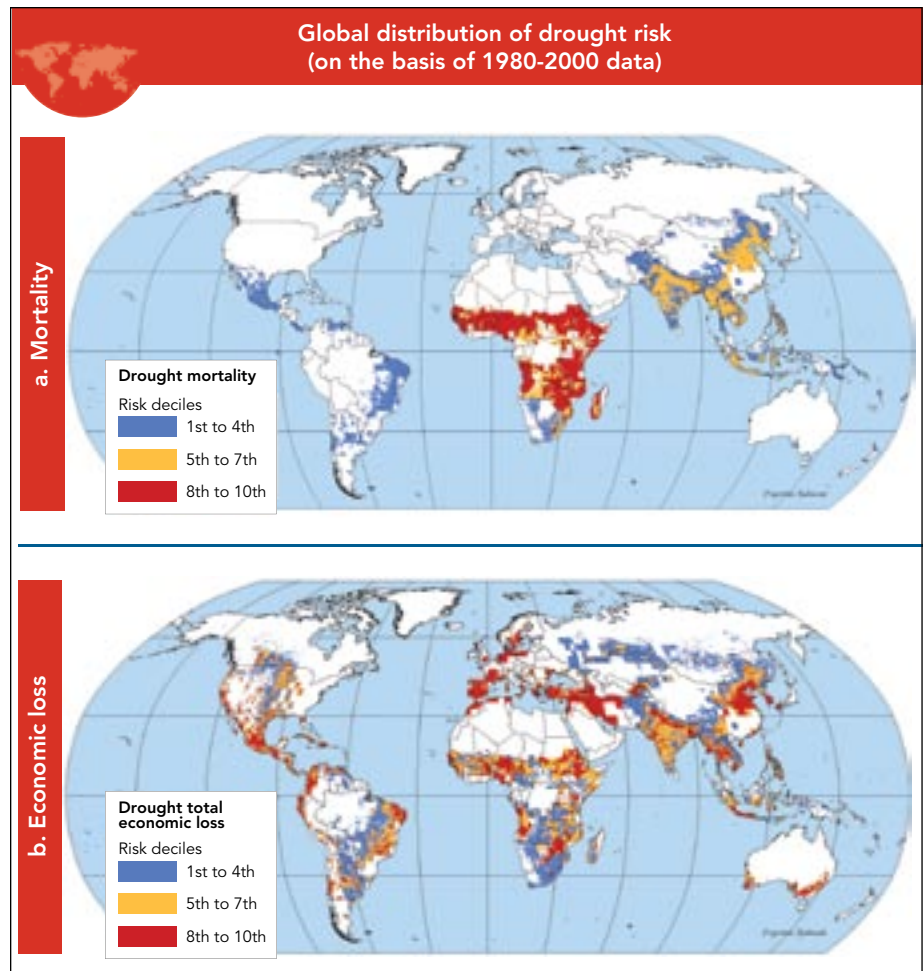 Global distribution of drought risk
(on the basis of 1980-2000 data)
a. Mortality
Drought mortality
Risk deciles
1st to 4th
5th to 7th
8th to 10th
b. Economic loss
Drought total
economic loss
Risk deciles
1st to 4th
5th to 7th
8th to 10th